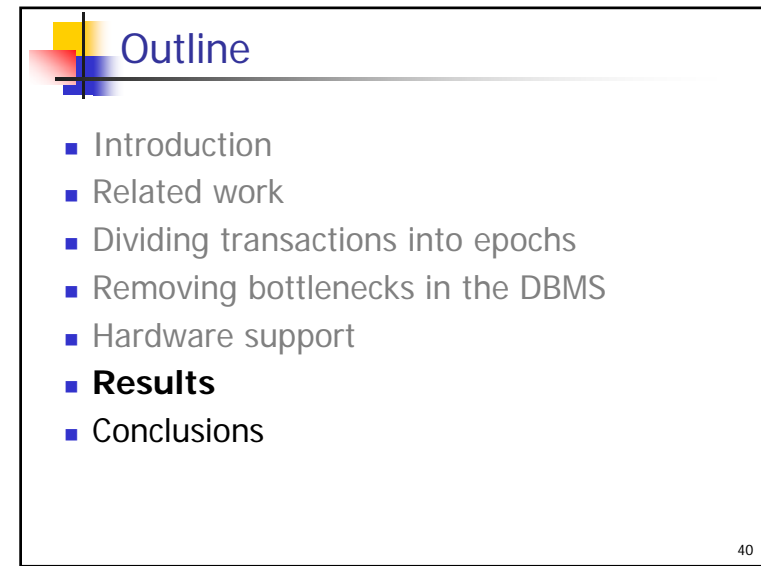 Outline
Introduction
Related work
Dividing transactions into epochs
Removing bottlenecks in the DBMS
Hardware support
Results
Conclusions
40